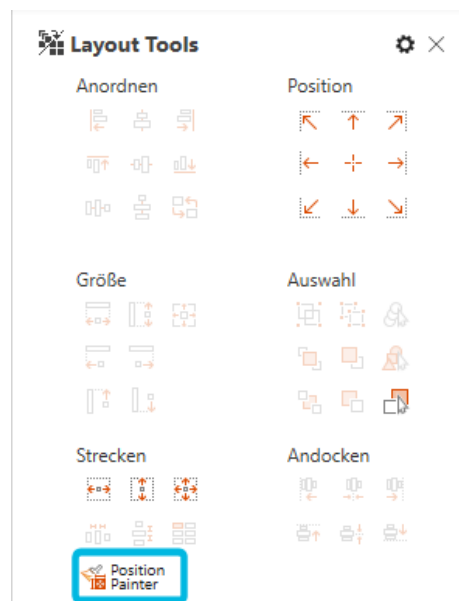 Layout Tools
Anordnen
Position
Größe
Auswahl
Strecken
Andocken
Position
Painter